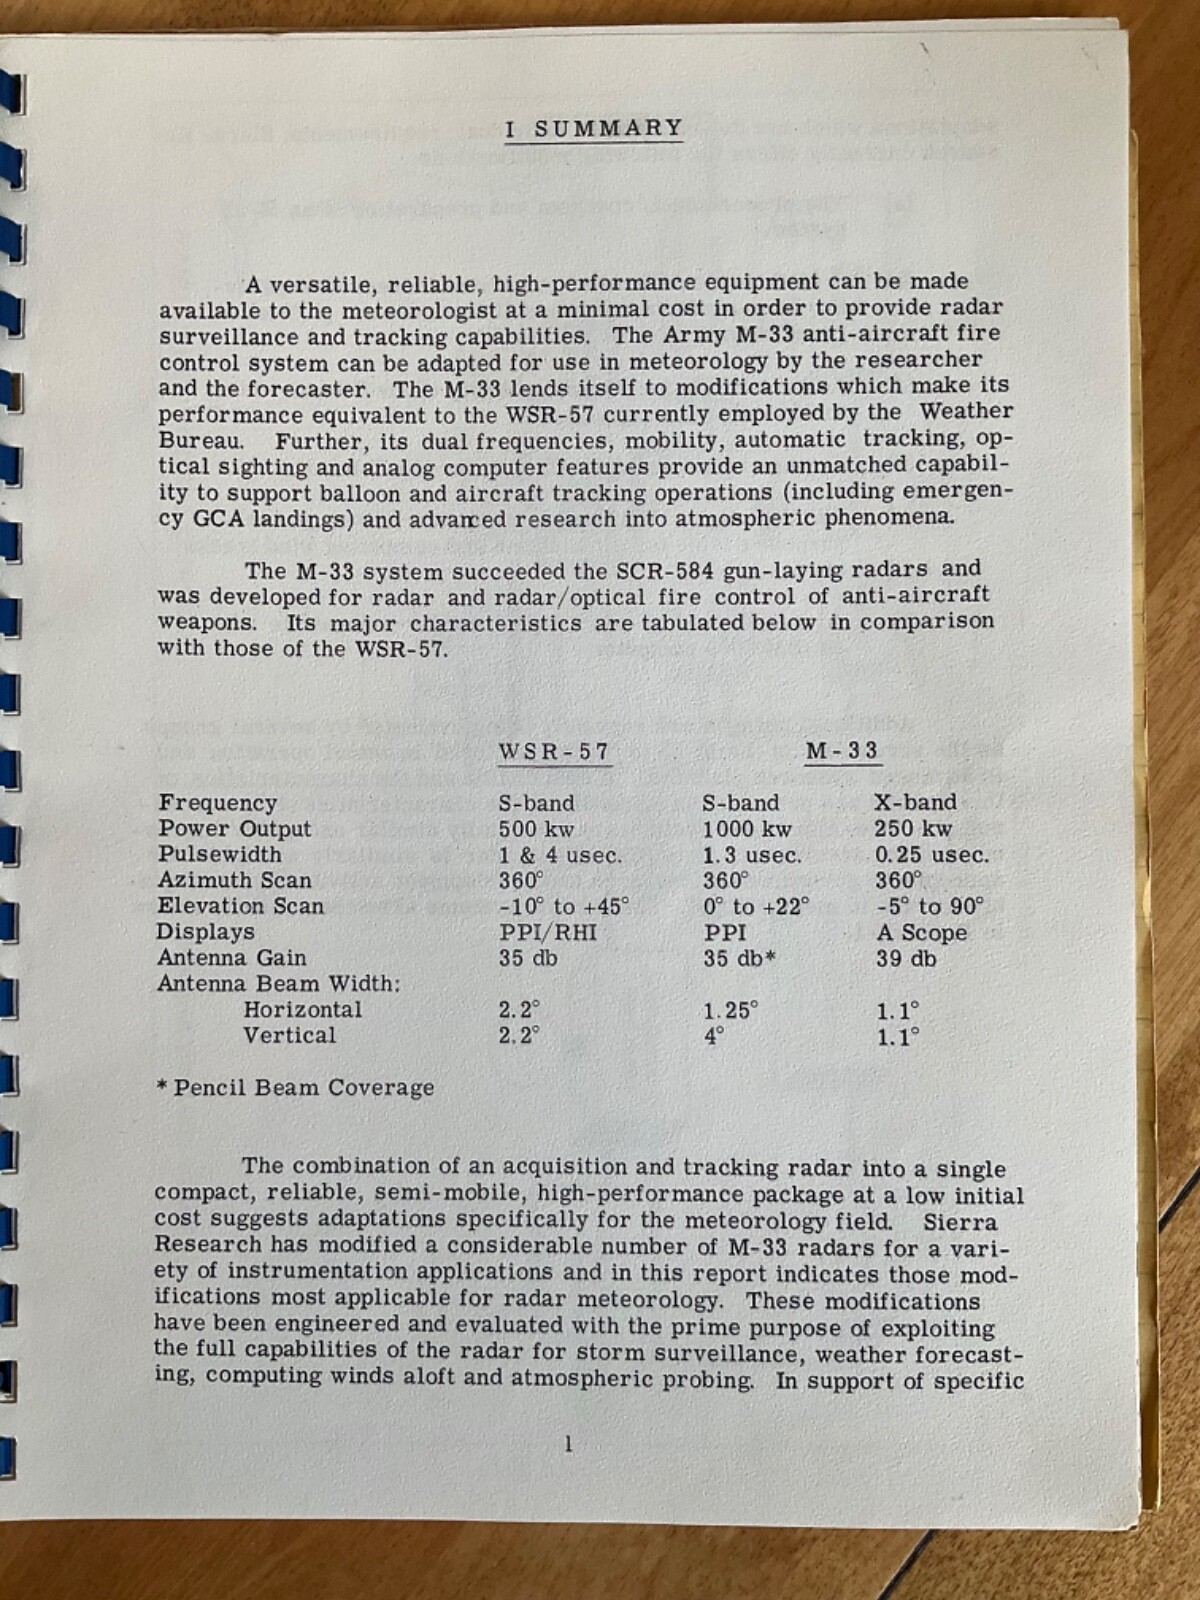 I SUMMARY
A versatile, reliable, high-performance equipment can be made
available to the meteorologist at a minimal cost in order to provide radar
surveillance and tracking capabilities. The Army M-33 anti-aircraft fire
control system can be adapted for use in meteorology by the researcher
and the forecaster. The M-33 lends itself to modifications which make its
performance equivalent to the WSR-57 currently employed by the Weather
Bureau. Further, its dual frequencies, mobility, automatic tracking, op-
tical sighting and analog computer features provide an unmatched capabil-
ity to support balloon and aircraft tracking operations (including emergen-
cy GCA landings) and advanced research into atmospheric phenomena.
The M-33 system succeeded the SCR-584 gun-laying radars and
was developed for radar and radar/optical fire control of anti-aircraft
weapons. Its major characteristics are tabulated below in comparison
with those of the WSR-57.
WSR-57 M-33
Frequency S-band S-band X-band
Power Output 500 kw 1000 kw 250 kw
Pulsewidth 1 & 4 usec. 1.3 usec. 0.25 usec.
Azimuth Scan 360° 360° 360°
Elevation Scan -10° to +45° 0° to +22° -5° to 90°
Displays PPI/RHI PPI A Scope
Antenna Gain 35 db 35 db* 39 db
Antenna Beam Width:
Horizontal 2.2° 1.25° 1.1°
Vertical 2.2° 4° 1.1°
* Pencil Beam Coverage
The combination of an acquisition and tracking radar into a single
compact, reliable, semi-mobile, high-performance package at a low initial
cost suggests adaptations specifically for the meteorology field. Sierra
Research has modified a considerable number of M-33 radars for a vari-
ety of instrumentation applications and in this report indicates those mod-
ifications most applicable for radar meteorology. These modifications
have been engineered and evaluated with the prime purpose of exploiting
the full capabilities of the radar for storm surveillance, weather forecast-
ing, computing winds aloft and atmospheric probing. In support of specific
1